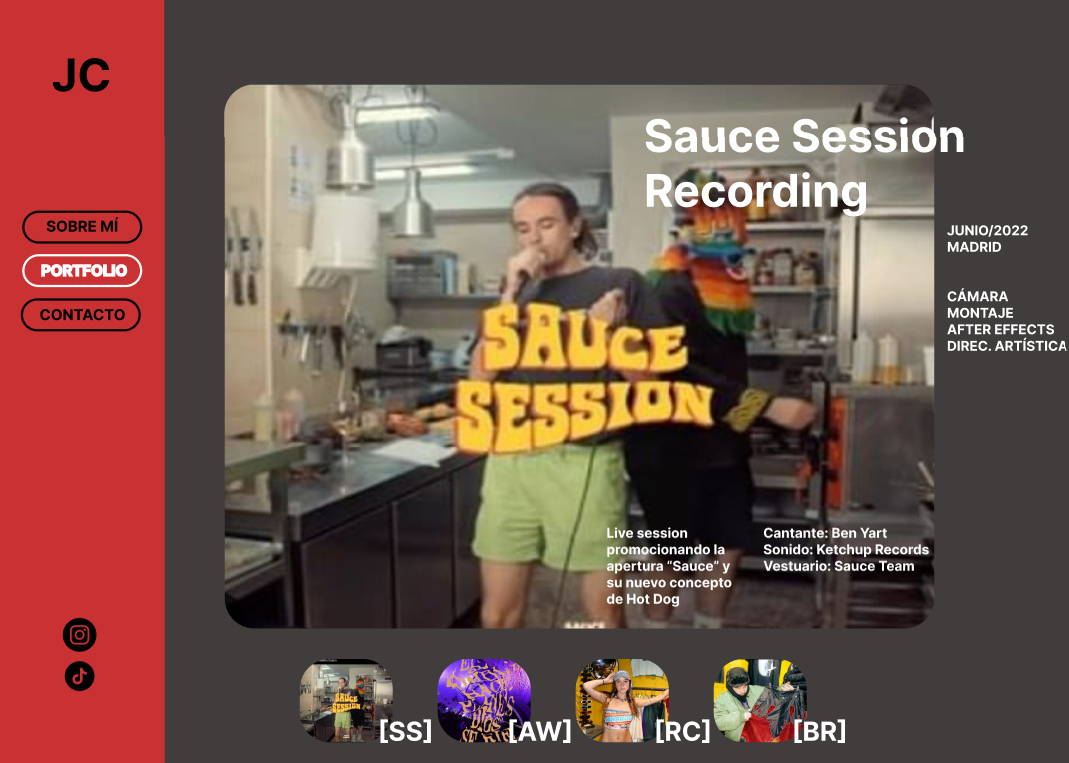 JC
SOBRE MÍ
PORTFOLIO
CONTACTO
Sauce Session
Recording
JUNIO/2022
MADRID
CÁMARA
MONTAJE
AFTER EFFECTS
DIREC. ARTÍSTICA
SAUCE
SESSION
Live session
promocionando la
apertura “Sauce” y
su nuevo concepto
de Hot Dog
Cantante: Ben Yart
Sonido: Ketchup Records
Vestuario: Sauce Team
SAUCE
SESSION
[SS]
[AW]
[RC]
[BR]